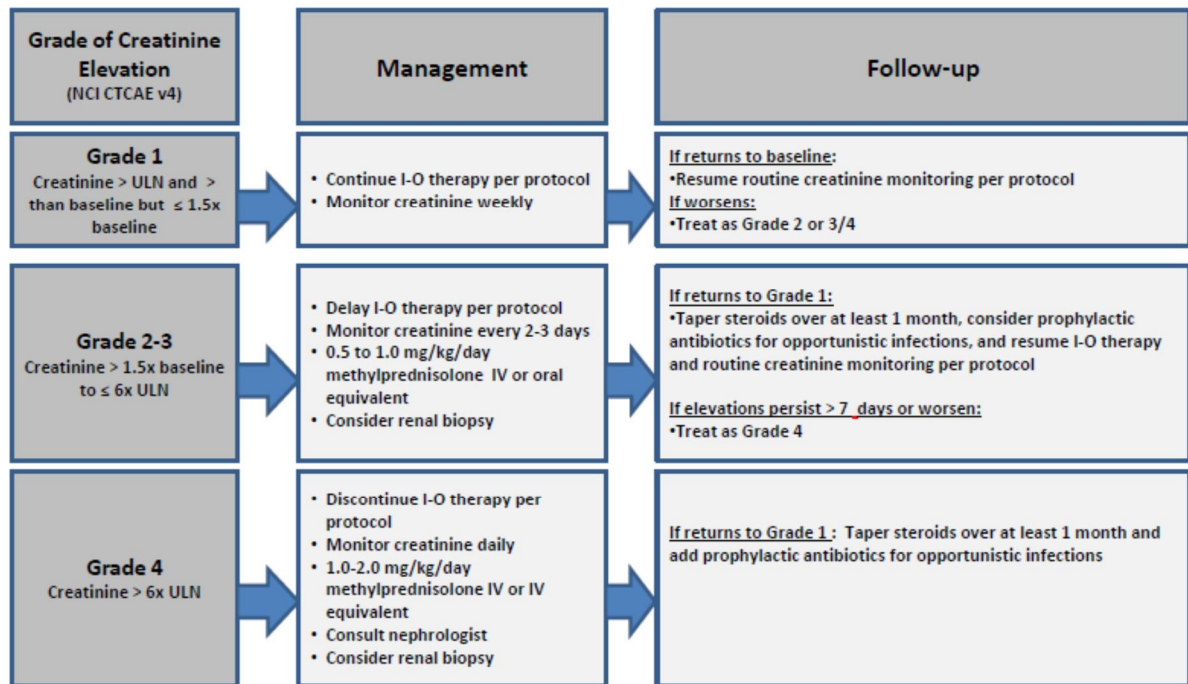 Grade of Creatinine
Elevation
(NCI CTCAE v4)
Management
Follow-up
Grade 1
Creatinine > ULN and >
than baseline but ≤ 1.5x
baseline
• Continue I-O therapy per protocol
• Monitor creatinine weekly
If returns to baseline:
•Resume routine creatinine monitoring per protocol
If worsens:
•Treat as Grade 2 or 3/4
Grade 2-3
Creatinine > 1.5x baseline
to ≤ 6x ULN
• Delay I-O therapy per protocol
• Monitor creatinine every 2-3 days
• 0.5 to 1.0 mg/kg/day
methylprednisolone IV or oral
equivalent
• Consider renal biopsy
If returns to Grade 1:
•Taper steroids over at least 1 month, consider prophylactic
antibiotics for opportunistic infections, and resume I-O therapy
and routine creatinine monitoring per protocol
If elevations persist > 7 days or worsen:
•Treat as Grade 4
Grade 4
Creatinine > 6x ULN
• Discontinue I-O therapy per
protocol
• Monitor creatinine daily
• 1.0-2.0 mg/kg/day
methylprednisolone IV or IV
equivalent
• Consult nephrologist
• Consider renal biopsy
If returns to Grade 1 : Taper steroids over at least 1 month and
add prophylactic antibiotics for opportunistic infections